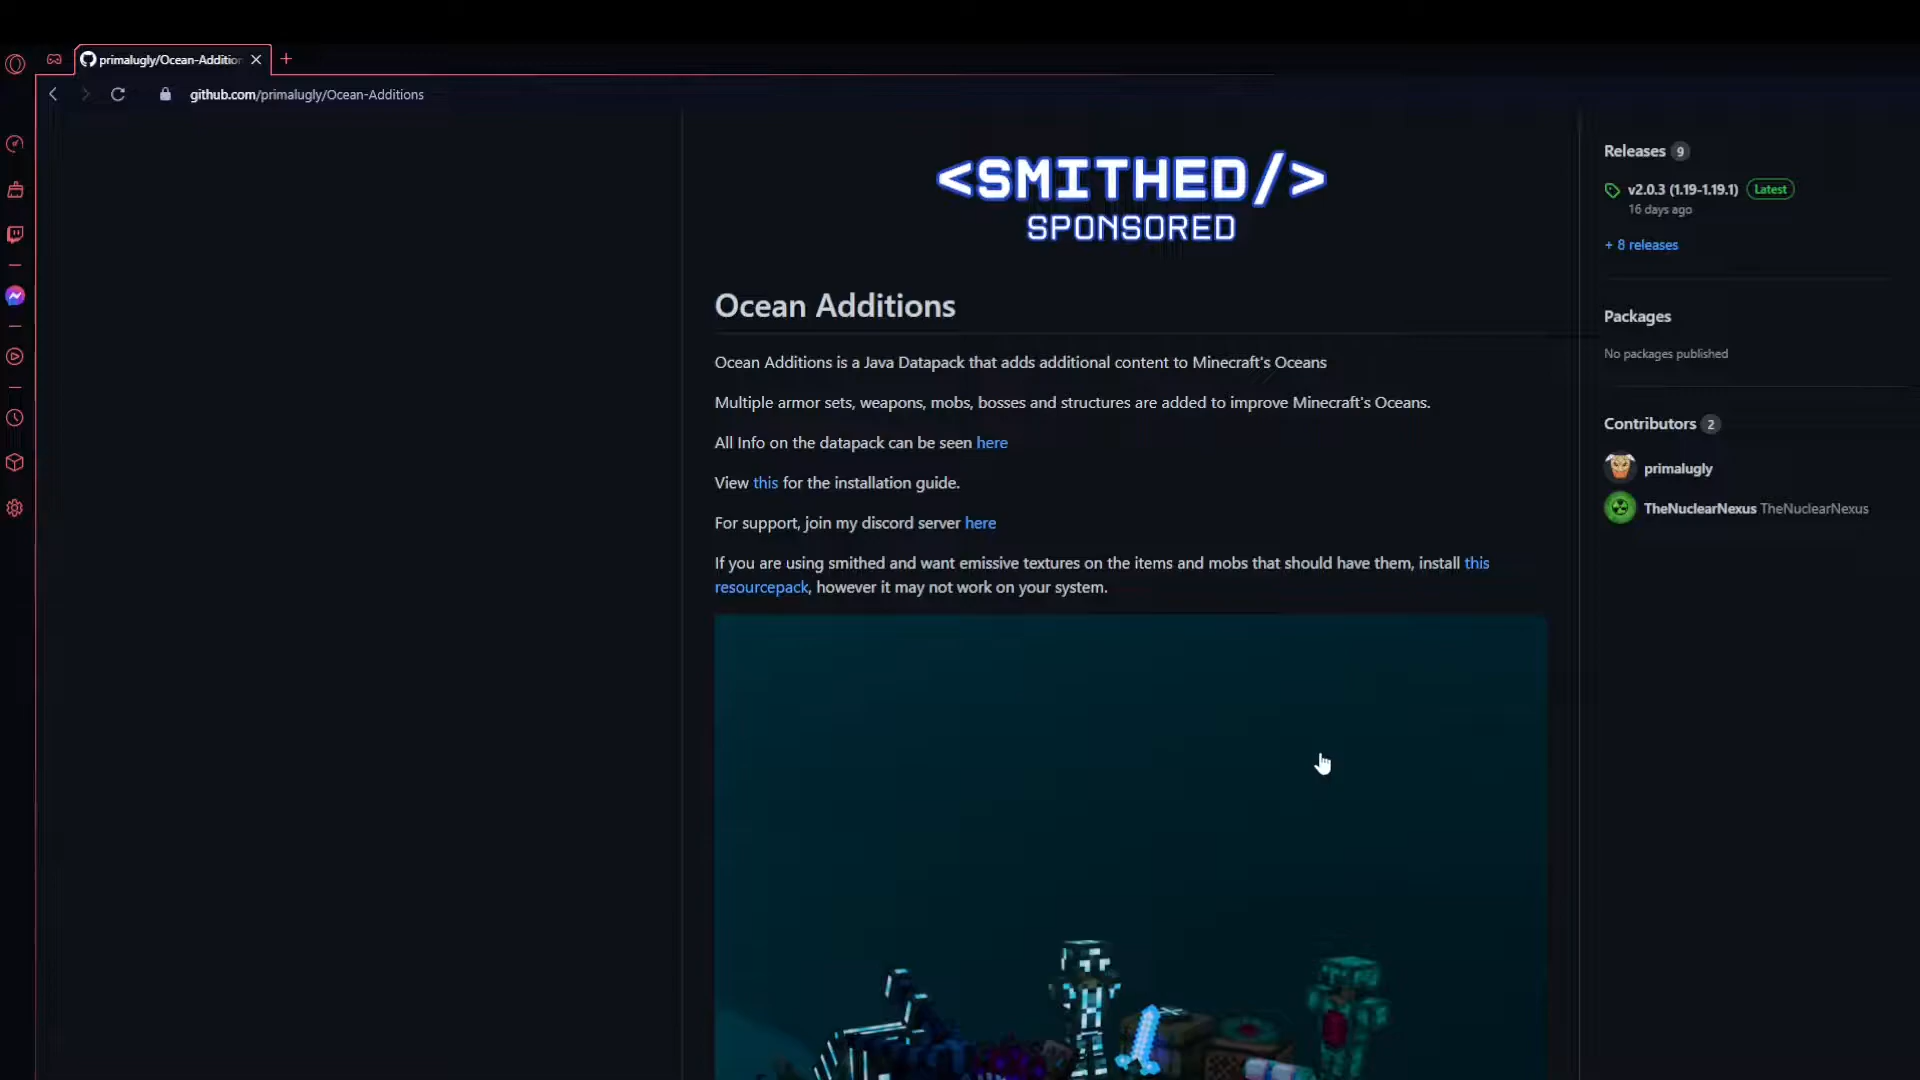 primalugly/Ocean-Additio
github.com/primalugly/Ocean-Additions
<SMITHED/>
SPONSORED
Ocean Additions
Ocean Additions is a Java Datapack that adds additional content to Minecraft's Oceans
Multiple armor sets, weapons, mobs, bosses and structures are added to improve Minecraft's Oceans.
All Info on the datapack can be seen here
View this for the installation guide.
For support, join my discord server here
If you are using smithed and want emissive textures on the items and mobs that should have them, install this
resourcepack, however it may not work on your system.
Releases 9
v2.0.3 (1.19-1.19.1) Latest
16 days ago
+ 8 releases
Packages
No packages published
Contributors 2
primalugly
TheNuclearNexus TheNuclearNexus